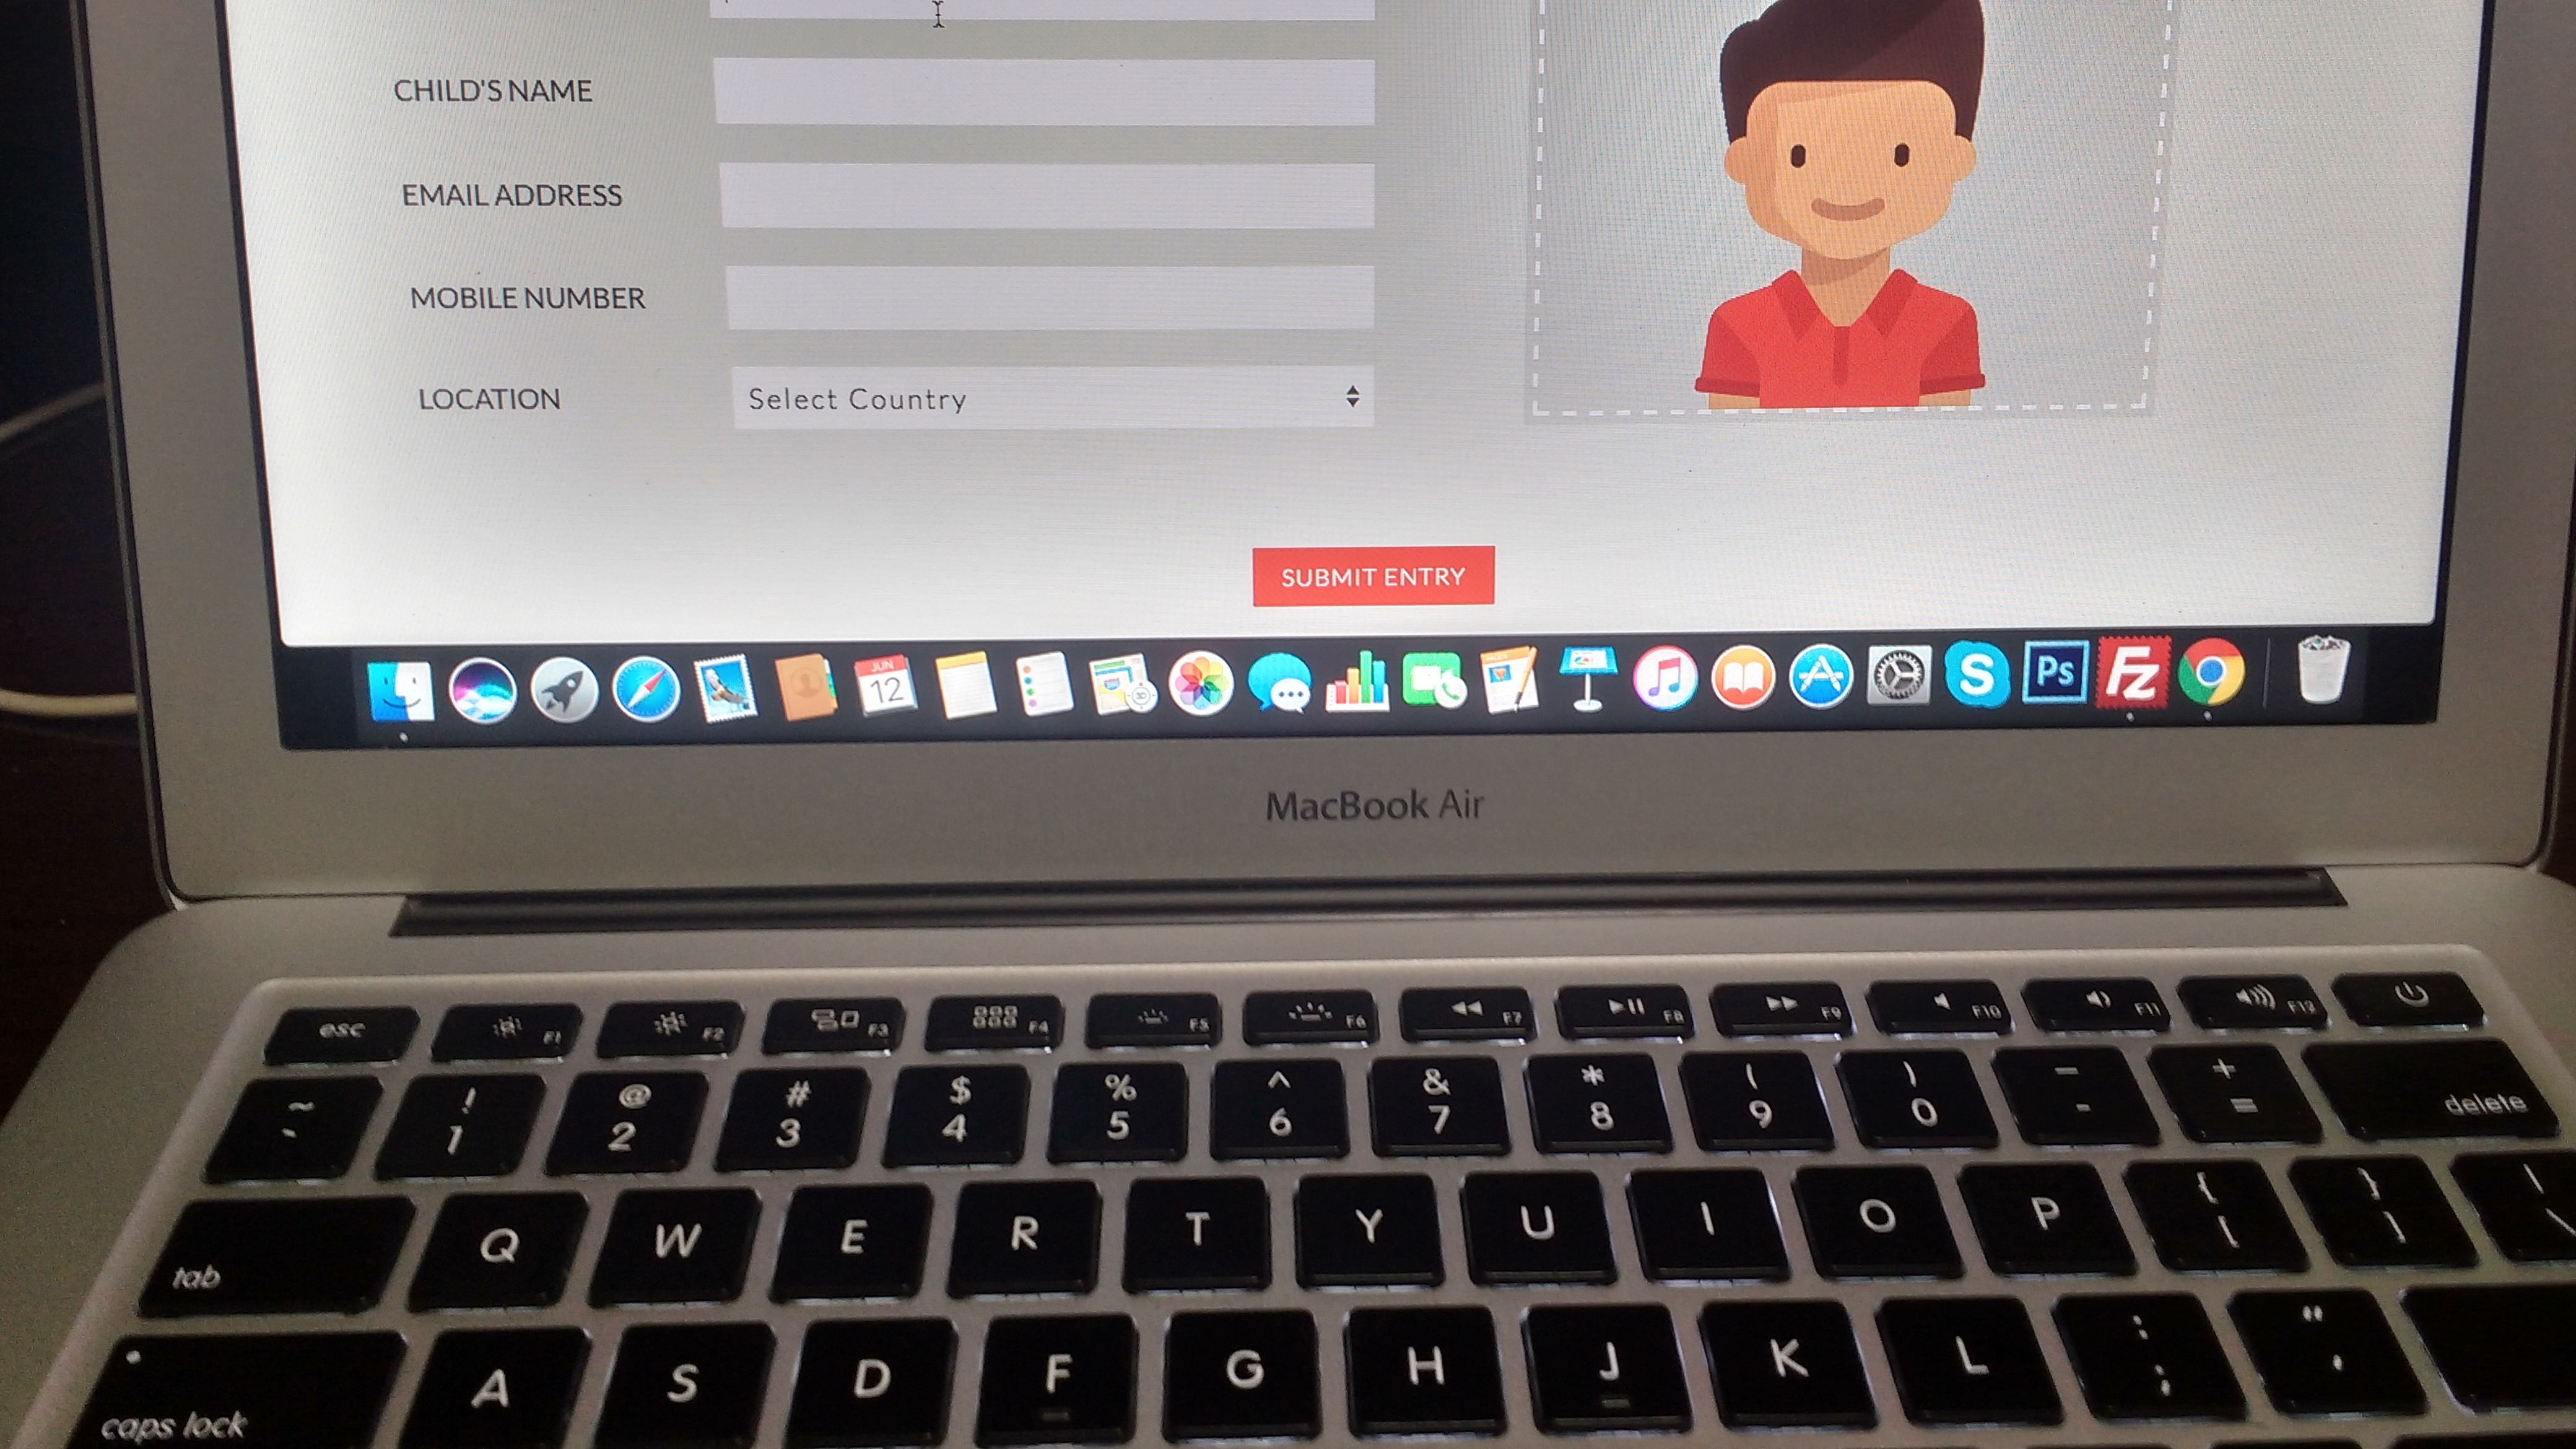 CHILD'S NAME
EMAIL ADDRESS
MOBILE NUMBER
LOCATION Select Country
SUBMIT ENTRY
JUN
12
3D
S Ps Fz
MacBook Air
esc F1 F2 F3 F4 F5 F6 F7 F8 F9 F10 F11 F12
~ ! @ # $ % ^ & * ( ) _ +
` 1 2 3 4 5 6 7 8 9 0 - = delete
tab Q W E R T Y U I O P { [ } ] | \
caps lock A S D F G H J K L : ; " '